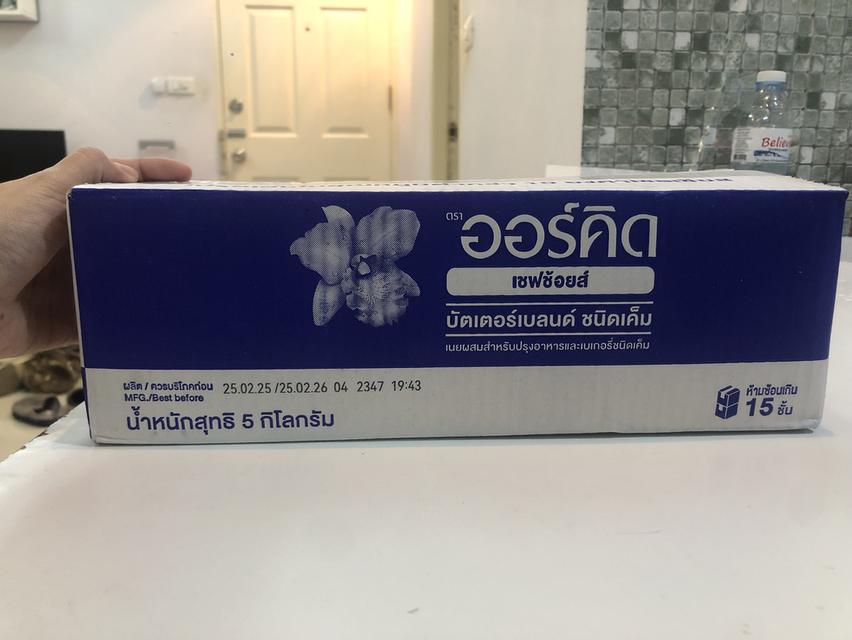 ตรา ออร์คิด
เชฟช้อยส์
บัตเตอร์เบลนด์ ชนิดเค็ม
เนยผสมสำหรับปรุงอาหารและเบเกอรี่ชนิดเค็ม
ผลิต / ควรบริโภคก่อน
MFG./Best before
25.02.25 /25.02.26 04 2347 19:43
น้ำหนักสุทธิ 5 กิโลกรัม
ห้ามซ้อนเกิน
15 ชั้น